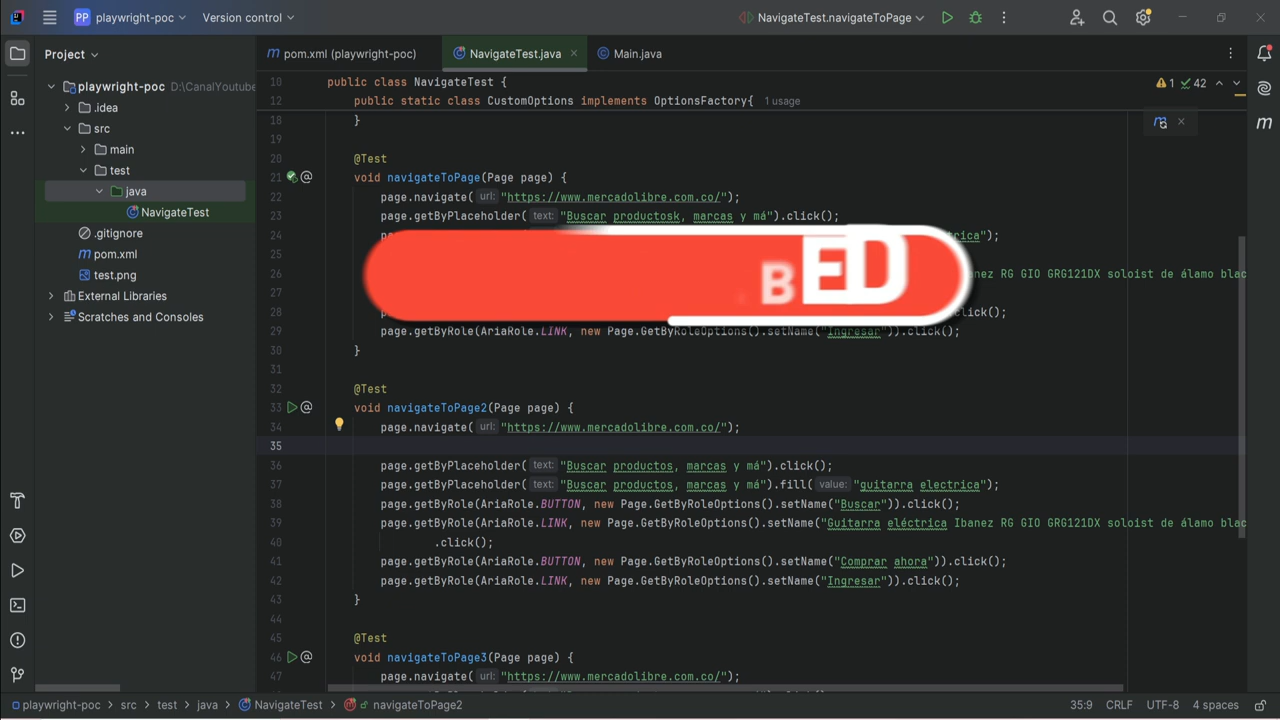 PP playwright-poc Version control NavigateTest.navigateToPage
Project pom.xml (playwright-poc) NavigateTest.java Main.java
playwright-poc D:\CanalYoutube
.idea
src
main
test
java
NavigateTest
.gitignore
pom.xml
test.png
External Libraries
Scratches and Consoles
10 public class NavigateTest { 1 42
12 public static class CustomOptions implements OptionsFactory{ 1 usage
18 }
19
20 @Test
21 void navigateToPage(Page page) {
22 page.navigate( url: "https://www.mercadolibre.com.co/");
23 page.getByPlaceholder( text: "Buscar productosk, marcas y má").click();
24
25
26 nez RG GIO GRG121DX soloist de álamo blac
27
28 .click();
29 page.getByRole(AriaRole.LINK, new Page.GetByRoleOptions().setName("Ingresar")).click();
30 }
31
32 @Test
33 void navigateToPage2(Page page) {
34 page.navigate( url: "https://www.mercadolibre.com.co/");
35
36 page.getByPlaceholder( text: "Buscar productos, marcas y má").click();
37 page.getByPlaceholder( text: "Buscar productos, marcas y má").fill( value: "guitarra electrica");
38 page.getByRole(AriaRole.BUTTON, new Page.GetByRoleOptions().setName("Buscar")).click();
39 page.getByRole(AriaRole.LINK, new Page.GetByRoleOptions().setName("Guitarra eléctrica Ibanez RG GIO GRG121DX soloist de álamo blac
40 .click();
41 page.getByRole(AriaRole.BUTTON, new Page.GetByRoleOptions().setName("Comprar ahora")).click();
42 page.getByRole(AriaRole.LINK, new Page.GetByRoleOptions().setName("Ingresar")).click();
43 }
44
45 @Test
46 void navigateToPage3(Page page) {
47 page.navigate( url: "https://www.mercadolibre.com.co/");
BED
playwright-poc > src > test > java > NavigateTest > navigateToPage2 35:9 CRLF UTF-8 4 spaces